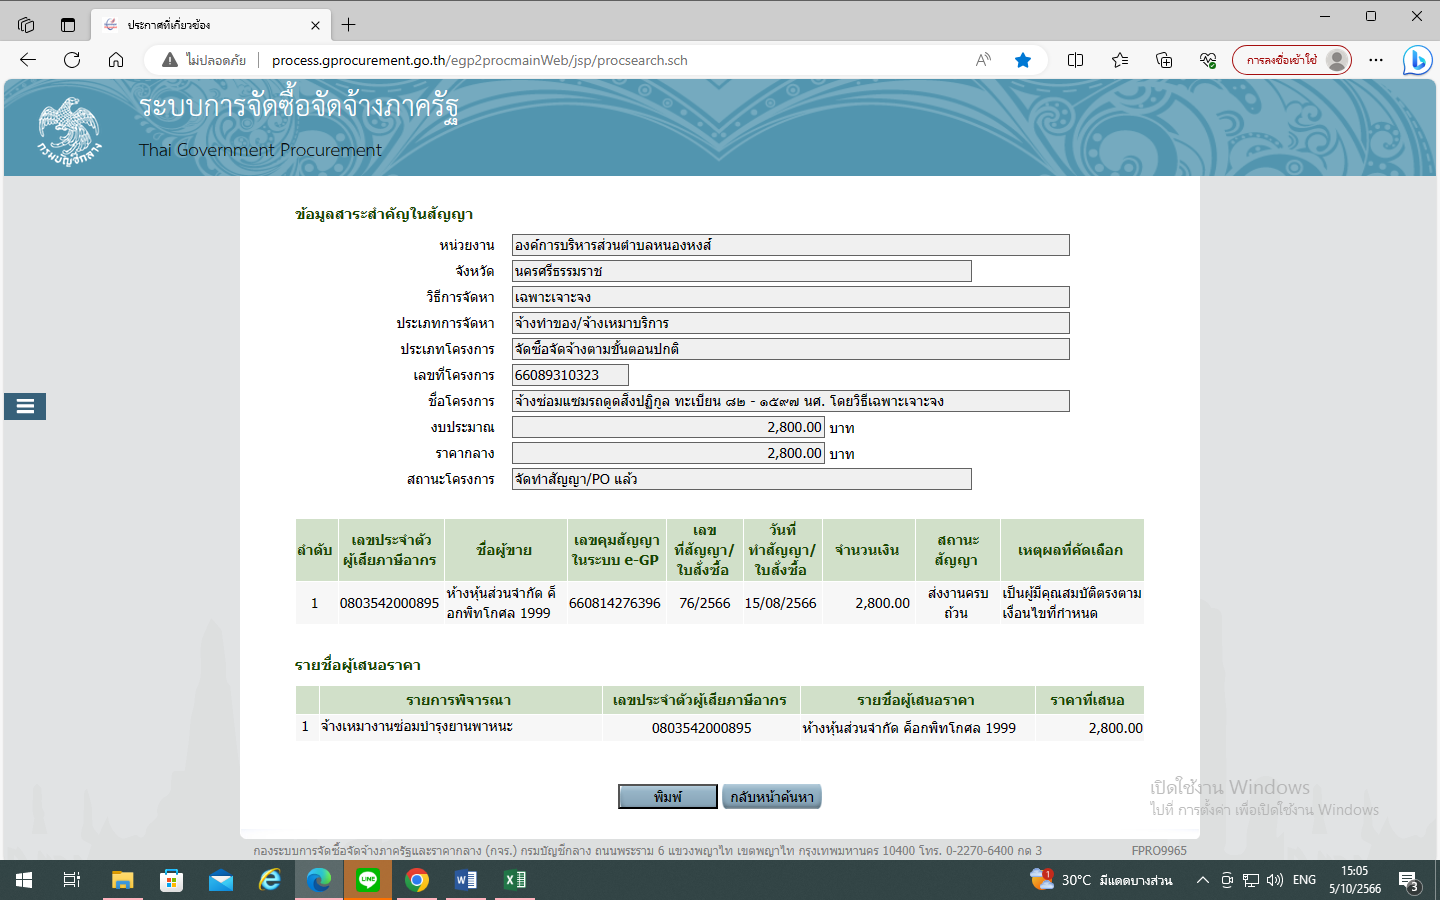 ประกาศที่เกี่ยวข้อง
ไม่ปลอดภัย
process.gprocurement.go.th/egp2procmainWeb/jsp/procsearch.sch
การลงชื่อเข้าใช้
ระบบการจัดซื้อจัดจ้างภาครัฐ
Thai Government Procurement
กรมบัญชีกลาง
ข้อมูลสาระสำคัญในสัญญา
หน่วยงาน องค์การบริหารส่วนตำบลหนองหงส์
จังหวัด นครศรีธรรมราช
วิธีการจัดหา เฉพาะเจาะจง
ประเภทการจัดหา จ้างทำของ/จ้างเหมาบริการ
ประเภทโครงการ จัดซื้อจัดจ้างตามขั้นตอนปกติ
เลขที่โครงการ 66089310323
ชื่อโครงการ จ้างซ่อมแซมรถดูดสิ่งปฏิกูล ทะเบียน ๘๒ - ๑๕๙๗ นศ. โดยวิธีเฉพาะเจาะจง
งบประมาณ 2,800.00 บาท
ราคากลาง 2,800.00 บาท
สถานะโครงการ จัดทำสัญญา/PO แล้ว
ลำดับ เลขประจำตัวผู้เสียภาษีอากร ชื่อผู้ขาย เลขคุมสัญญาในระบบ e-GP เลขที่สัญญา/ใบสั่งซื้อ วันที่ทำสัญญา/ใบสั่งซื้อ จำนวนเงิน สถานะสัญญา เหตุผลที่คัดเลือก
1 0803542000895 ห้างหุ้นส่วนจำกัด ค็อกพิทโกศล 1999 660814276396 76/2566 15/08/2566 2,800.00 ส่งงานครบถ้วน เป็นผู้มีคุณสมบัติตรงตามเงื่อนไขที่กำหนด
รายชื่อผู้เสนอราคา
รายการพิจารณา เลขประจำตัวผู้เสียภาษีอากร รายชื่อผู้เสนอราคา ราคาที่เสนอ
1 จ้างเหมางานซ่อมบำรุงยานพาหนะ 0803542000895 ห้างหุ้นส่วนจำกัด ค็อกพิทโกศล 1999 2,800.00
พิมพ์ กลับหน้าค้นหา
เปิดใช้งาน Windows
ไปที่ การตั้งค่า เพื่อเปิดใช้งาน Windows
กองระบบการจัดซื้อจัดจ้างภาครัฐและราคากลาง (กจร.) กรมบัญชีกลาง ถนนพระราม 6 แขวงพญาไท เขตพญาไท กรุงเทพมหานคร 10400 โทร. 0-2270-6400 กด 3 FPRO9965
1 30°C มีแดดบางส่วน ENG 15:05
5/10/2566 3